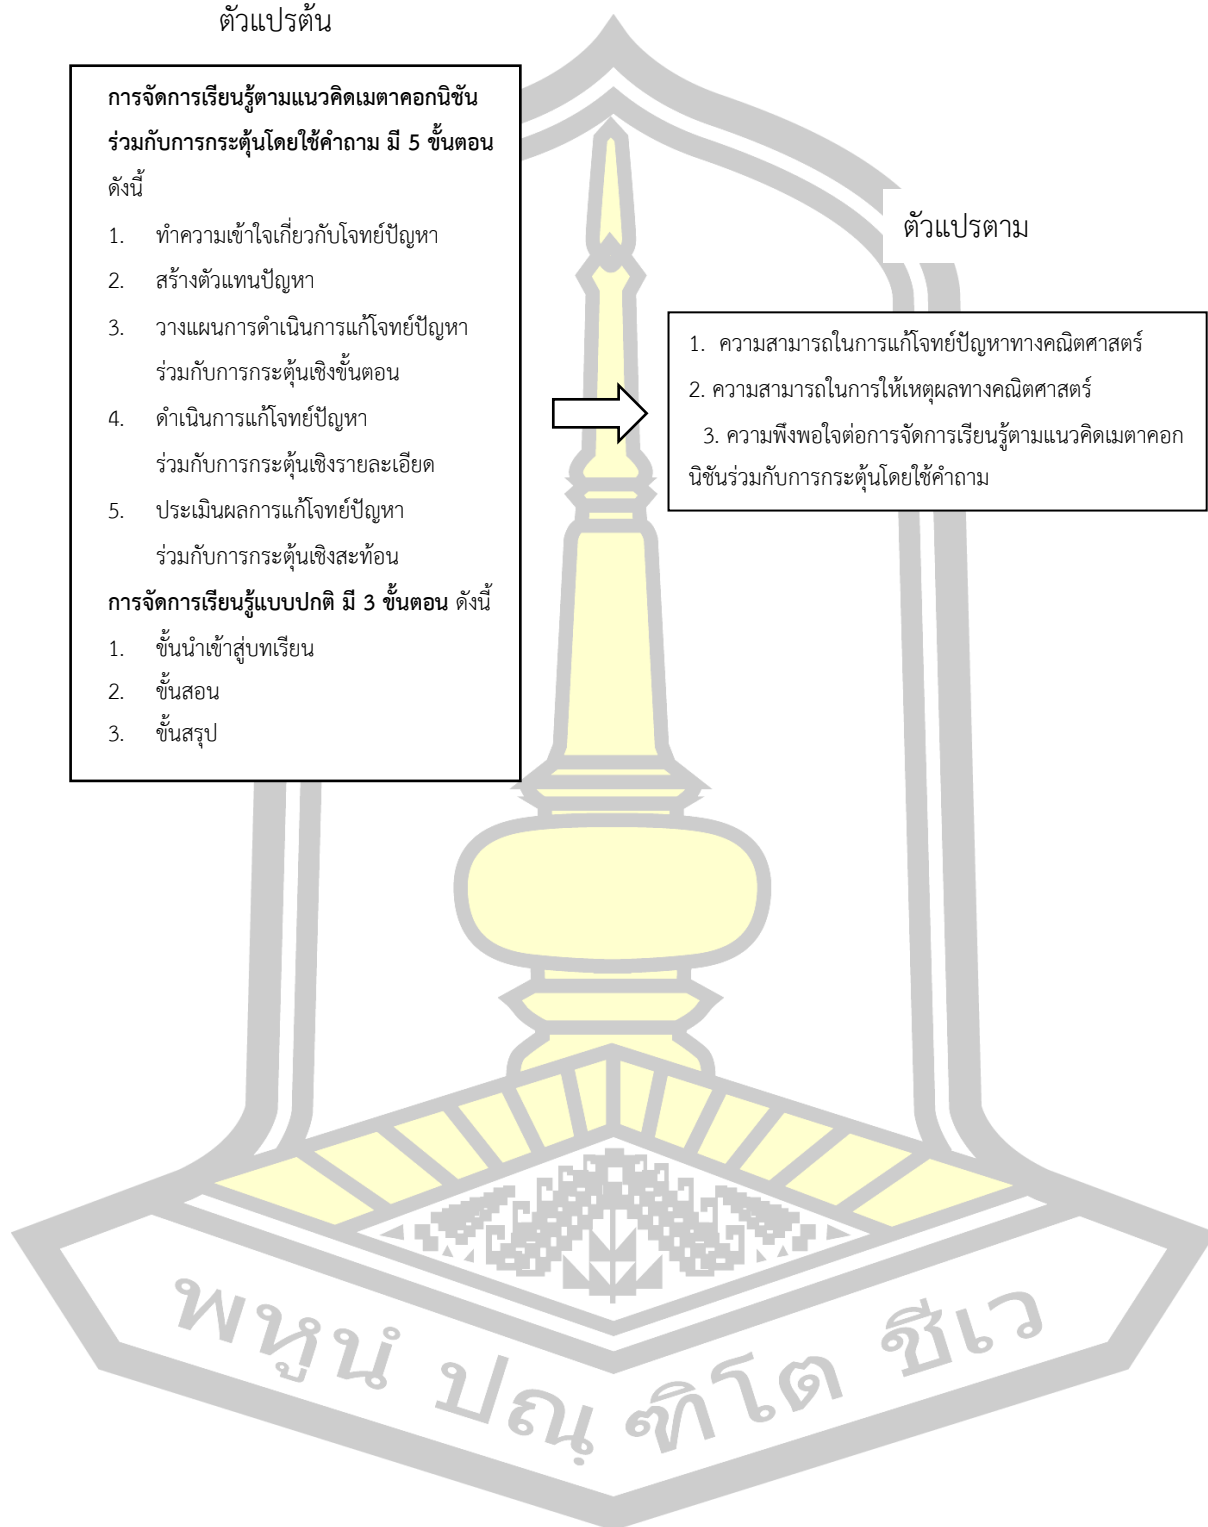 ตัวแปรต้น
การจัดการเรียนรู้ตามแนวคิดเมตาคอกนิชัน
ร่วมกับการกระตุ้นโดยใช้คำถาม มี 5 ขั้นตอน
ดังนี้
1. ทำความเข้าใจเกี่ยวกับโจทย์ปัญหา
2. สร้างตัวแทนปัญหา
3. วางแผนการดำเนินการแก้โจทย์ปัญหา
ร่วมกับการกระตุ้นเชิงขั้นตอน
4. ดำเนินการแก้โจทย์ปัญหา
ร่วมกับการกระตุ้นเชิงรายละเอียด
5. ประเมินผลการแก้โจทย์ปัญหา
ร่วมกับการกระตุ้นเชิงสะท้อน
การจัดการเรียนรู้แบบปกติ มี 3 ขั้นตอน ดังนี้
1. ขั้นนำเข้าสู่บทเรียน
2. ขั้นสอน
3. ขั้นสรุป
ตัวแปรตาม
1. ความสามารถในการแก้โจทย์ปัญหาทางคณิตศาสตร์
2. ความสามารถในการให้เหตุผลทางคณิตศาสตร์
3. ความพึงพอใจต่อการจัดการเรียนรู้ตามแนวคิดเมตาคอก
นิชันร่วมกับการกระตุ้นโดยใช้คำถาม
พหูนํ ปณฺฑิโต ชีเว